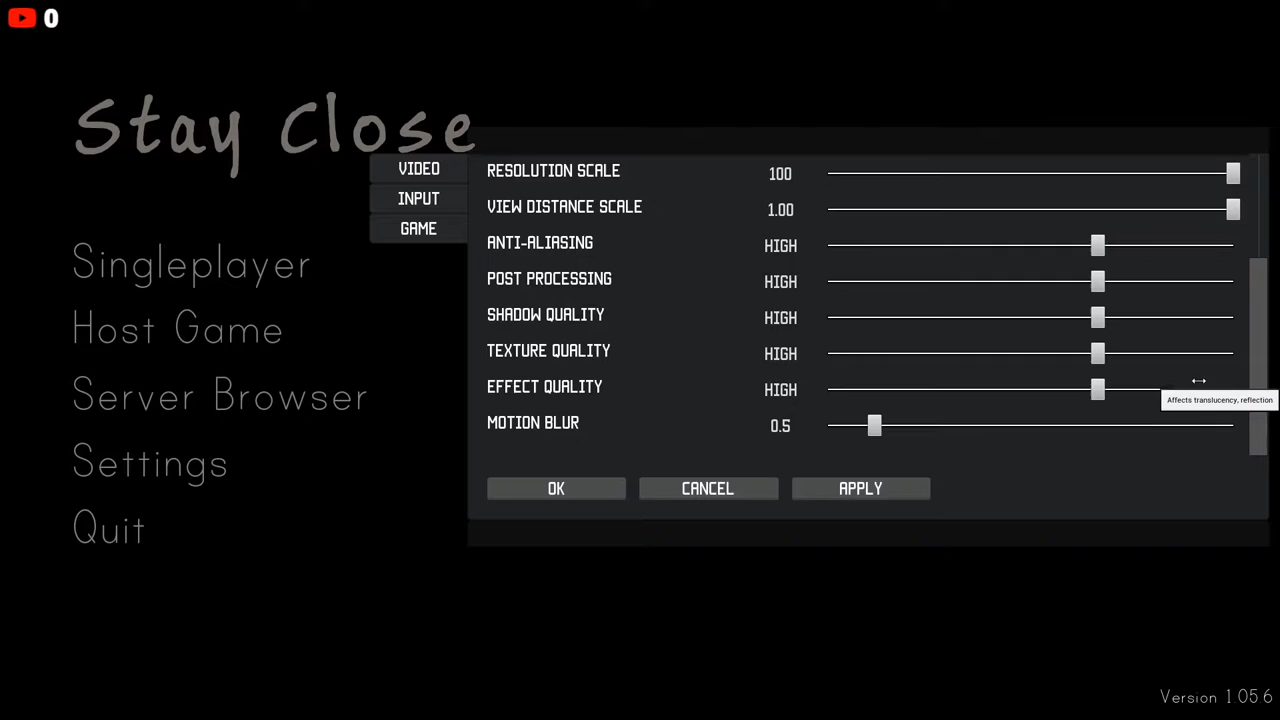 0
Stay Close
Singleplayer
Host Game
Server Browser
Settings
Quit
VIDEO
INPUT
GAME
RESOLUTION SCALE 100
VIEW DISTANCE SCALE 1.00
ANTI-ALIASING HIGH
POST PROCESSING HIGH
SHADOW QUALITY HIGH
TEXTURE QUALITY HIGH
EFFECT QUALITY HIGH
Affects translucency, reflection
MOTION BLUR 0.5
OK CANCEL APPLY
Version 1.05.6